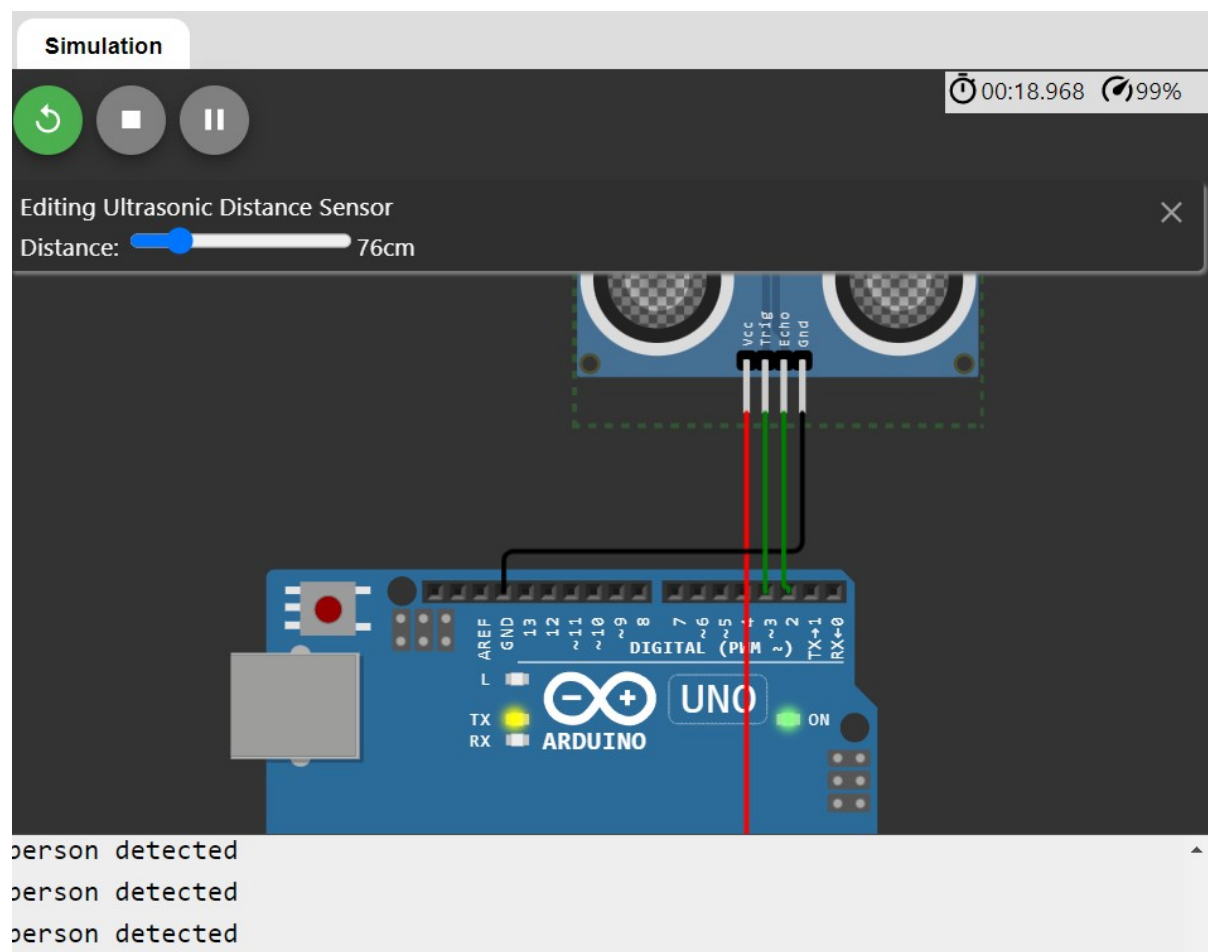 Simulation
00:18.968 99%
Editing Ultrasonic Distance Sensor
Distance: 76cm
Vcc
Trig
Echo
Gnd
AREF
GND
13
12
~11
~10
~9
8
7
~6
~5
4
~3
2
TX→1
RX←0
DIGITAL (PWM ~)
L
UNO
TX
ON
RX
ARDUINO
person detected
person detected
person detected